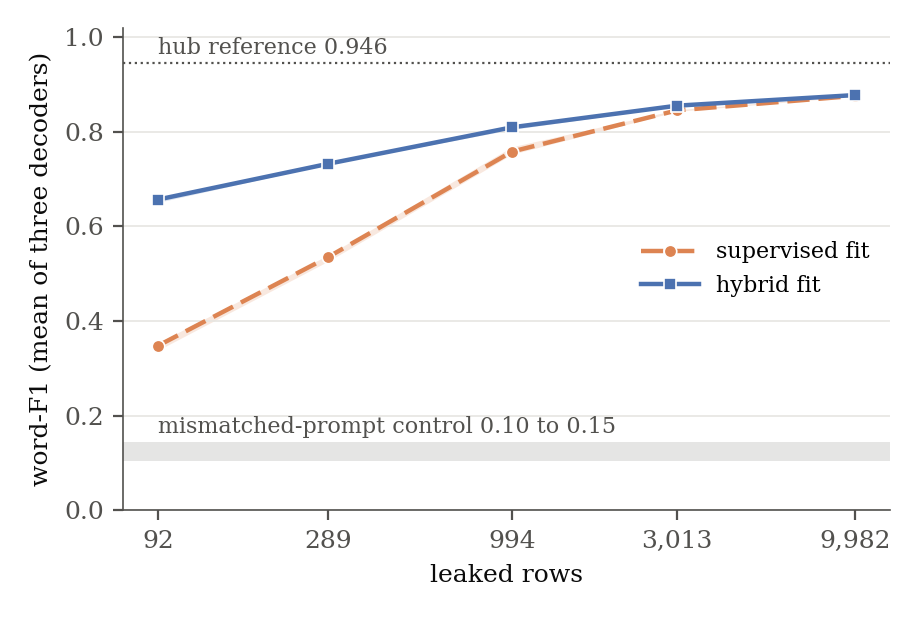 1.0
hub reference 0.946
0.8
0.6
supervised fit
hybrid fit
0.4
0.2
mismatched-prompt control 0.10 to 0.15
0.0
word-F1 (mean of three decoders)
92 289 994 3,013 9,982
leaked rows